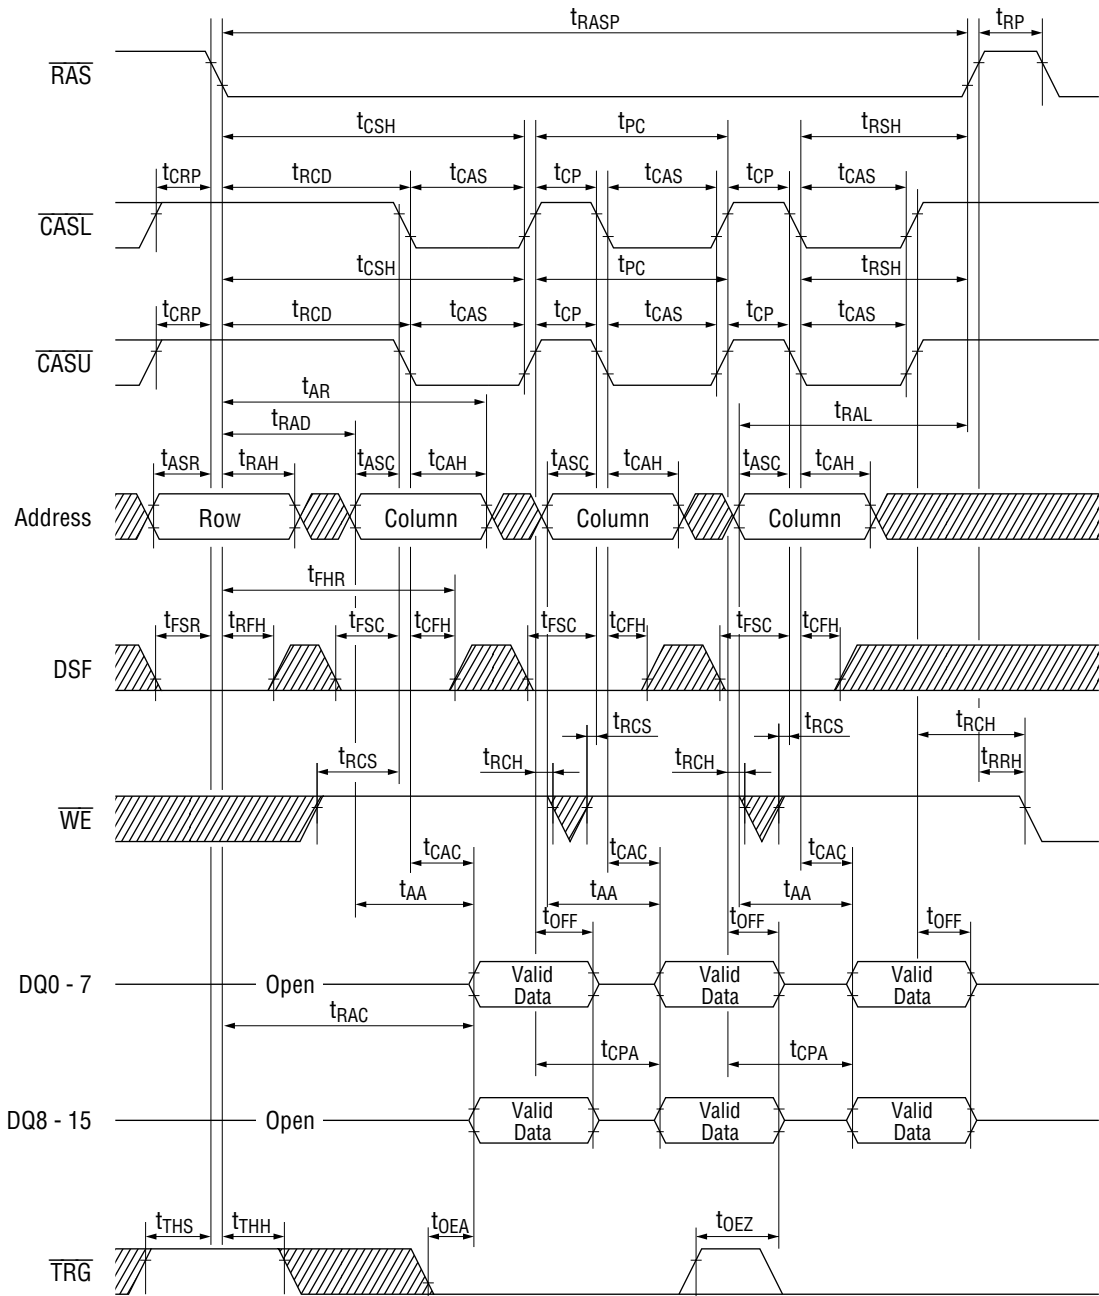 tRASP tRP
RAS
tCSH tPC tRSH
tCRP tRCD tCAS tCP tCAS tCP tCAS
CASL
tCSH tPC tRSH
tCRP tRCD tCAS tCP tCAS tCP tCAS
CASU
tAR
tRAD tRAL
tASR tRAH tASC tCAH tASC tCAH tASC tCAH
Address Row Column Column Column
tFHR
tFSR tRFH tFSC tCFH tFSC tCFH tFSC tCFH
DSF
tRCS tRCS tRCH
tRCS tRCH tRCH tRRH
WE
tCAC tCAC tCAC
tAA tAA tAA
tOFF tOFF tOFF
DQ0 - 7 Open Valid Data Valid Data Valid Data
tRAC
tCPA tCPA
DQ8 - 15 Open Valid Data Valid Data Valid Data
tTHS tTHH tOEA tOEZ
TRG